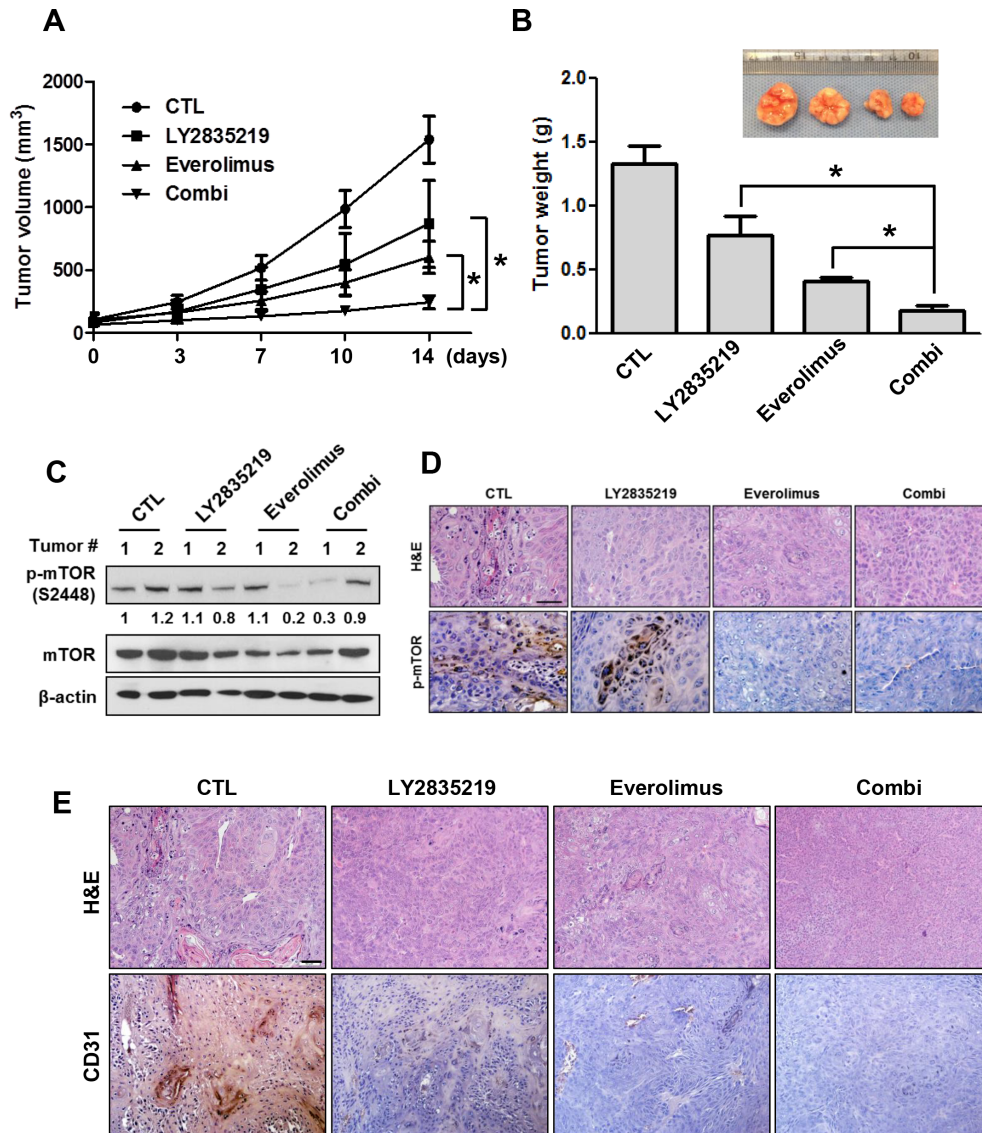 A
Tumor volume (mm³)
2000
1500
1000
500
0
CTL
LY2835219
Everolimus
Combi
*
*
0 3 7 10 14 (days)
B
Tumor weight (g)
2.0
1.5
1.0
0.5
0.0
*
*
CTL
LY2835219
Everolimus
Combi
C
CTL LY2835219 Everolimus Combi
Tumor # 1 2 1 2 1 2 1 2
p-mTOR
(S2448)
1 1.2 1.1 0.8 1.1 0.2 0.3 0.9
mTOR
β-actin
D
CTL LY2835219 Everolimus Combi
H&E
p-mTOR
E
CTL LY2835219 Everolimus Combi
H&E
CD31